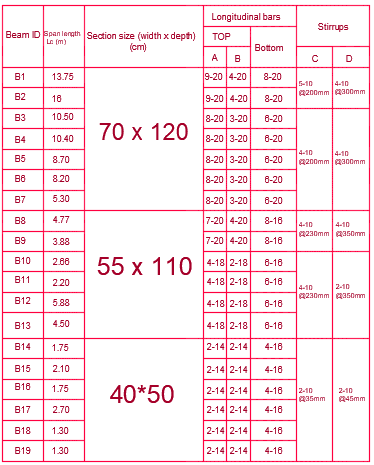 Beam ID Span length Lc (m) Section size (width x depth) (cm) Longitudinal bars Stirrups
TOP Bottom
A B C D
B1 13.75 70 x 120 9-20 4-20 8-20 5-10 @200mm 4-10 @300mm
B2 16 9-20 4-20 8-20
B3 10.50 8-20 3-20 6-20 4-10 @200mm 4-10 @300mm
B4 10.40 8-20 3-20 6-20
B5 8.70 8-20 3-20 6-20
B6 8.20 8-20 3-20 6-20
B7 5.30 8-20 3-20 6-20
B8 4.77 55 x 110 7-20 4-20 8-16 4-10 @230mm 4-10 @350mm
B9 3.88 7-20 4-20 8-16
B10 2.66 4-18 2-18 6-16 4-10 @230mm 2-10 @350mm
B11 2.20 4-18 2-18 6-16
B12 5.88 4-18 2-18 6-16
B13 4.50 4-18 2-18 6-16
B14 1.75 40*50 2-14 2-14 4-16 2-10 @35mm 2-10 @45mm
B15 2.10 2-14 2-14 4-16
B16 1.75 2-14 2-14 4-16
B17 2.70 2-14 2-14 4-16
B18 1.30 2-14 2-14 4-16
B19 1.30 2-14 2-14 4-16